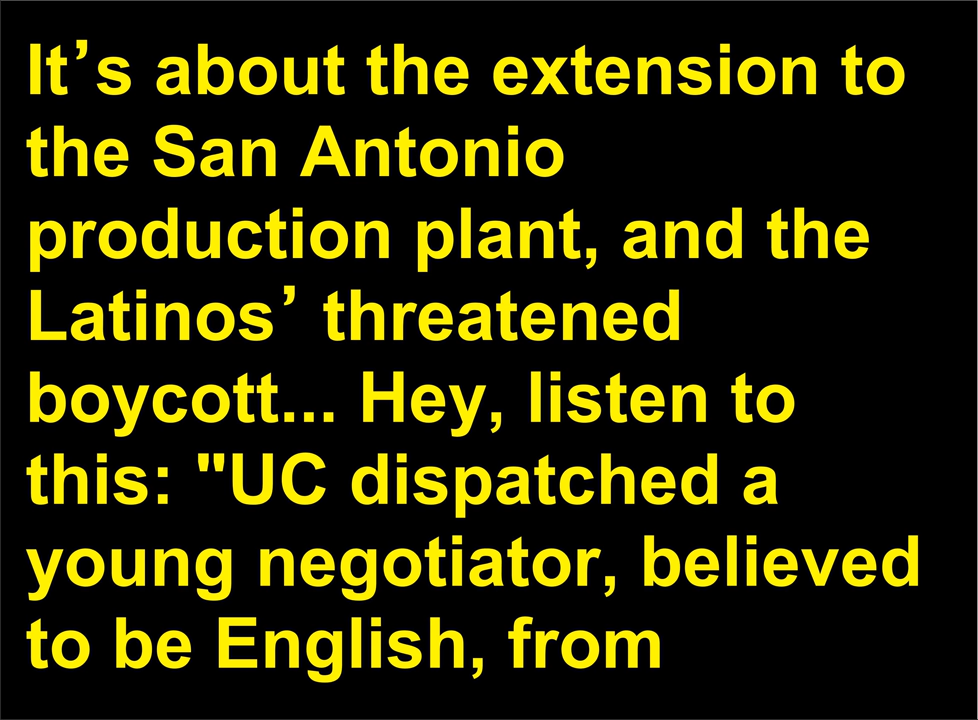 It’s about the extension to
the San Antonio
production plant, and the
Latinos’ threatened
boycott... Hey, listen to
this: "UC dispatched a
young negotiator, believed
to be English, from